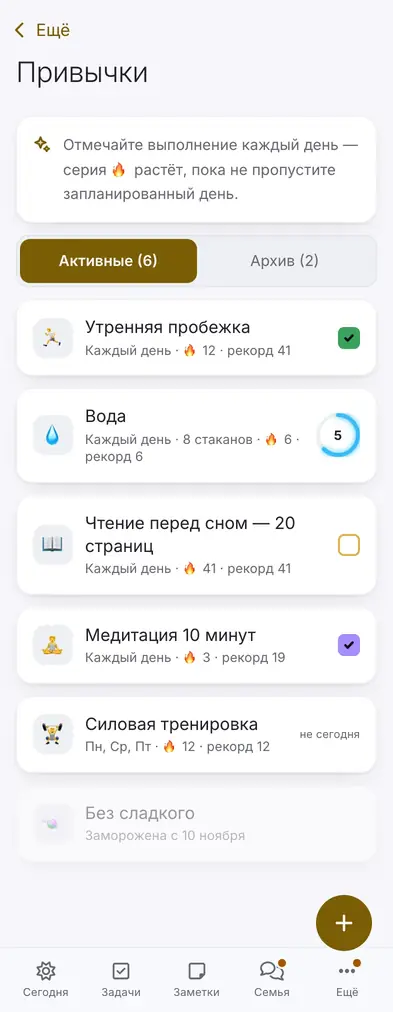 Ещё
Привычки
Отмечайте выполнение каждый день —
серия 🔥 растёт, пока не пропустите
запланированный день.
Активные (6)
Архив (2)
Утренняя пробежка
Каждый день · 🔥 12 · рекорд 41
Вода
Каждый день · 8 стаканов · 🔥 6 ·
рекорд 6
5
Чтение перед сном — 20
страниц
Каждый день · 🔥 41 · рекорд 41
Медитация 10 минут
Каждый день · 🔥 3 · рекорд 19
Силовая тренировка
Пн, Ср, Пт · 🔥 12 · рекорд 12
не сегодня
Без сладкого
Заморожена с 10 ноября
Сегодня
Задачи
Заметки
Семья
Ещё